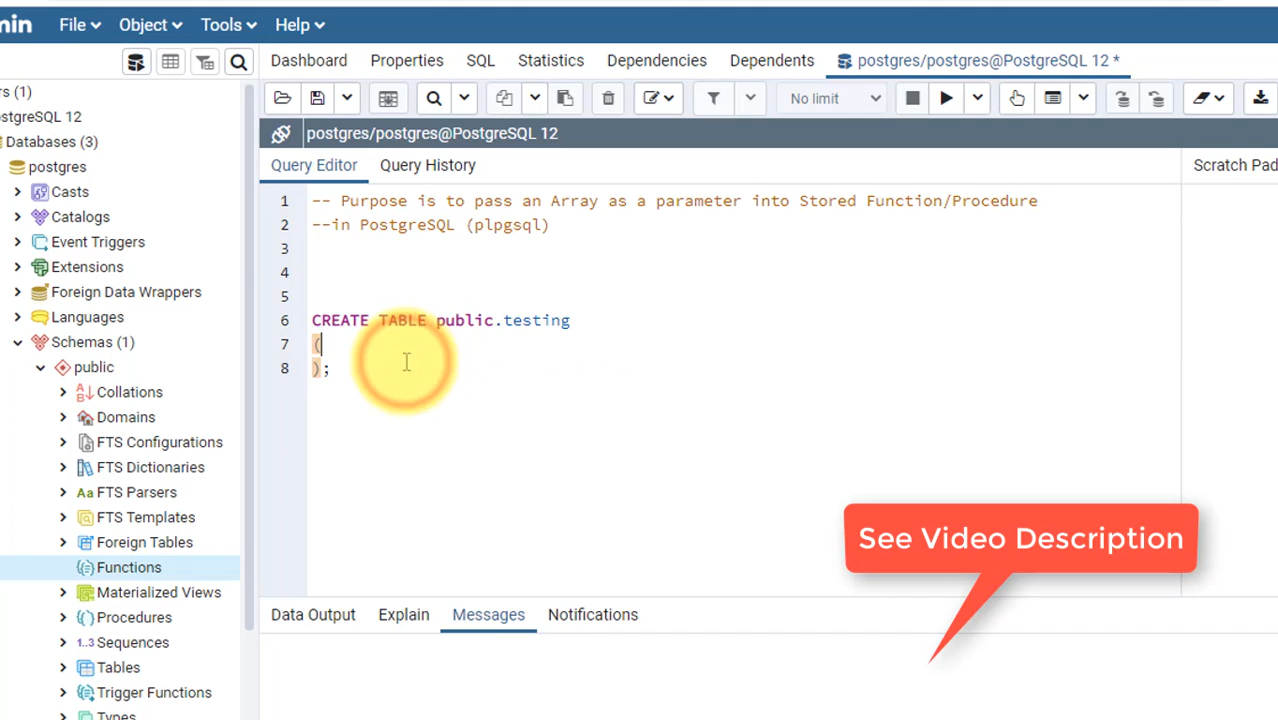 min File Object Tools Help
Dashboard Properties SQL Statistics Dependencies Dependents postgres/postgres@PostgreSQL 12 *
No limit
rs (1)
stgreSQL 12
Databases (3)
postgres
Casts
Catalogs
Event Triggers
Extensions
Foreign Data Wrappers
Languages
Schemas (1)
public
Collations
Domains
FTS Configurations
FTS Dictionaries
Aa FTS Parsers
FTS Templates
Foreign Tables
Functions
Materialized Views
Procedures
1..3 Sequences
Tables
Trigger Functions
Types
postgres/postgres@PostgreSQL 12
Query Editor Query History Scratch Pad
1 -- Purpose is to pass an Array as a parameter into Stored Function/Procedure
2 --in PostgreSQL (plpgsql)
3
4
5
6 CREATE TABLE public.testing
7 (
8 );
See Video Description
Data Output Explain Messages Notifications